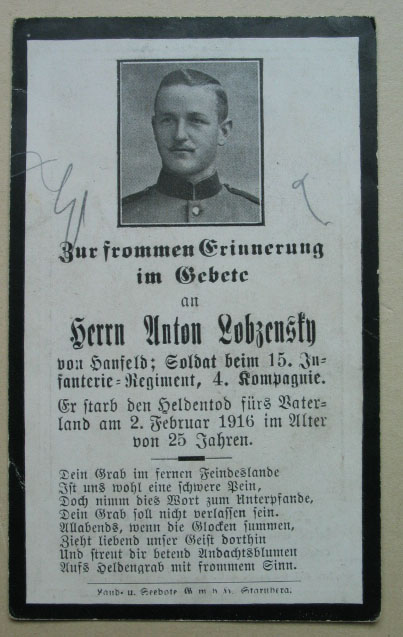 Zur frommen Erinnerung
im Gebete
an
Herrn Anton Lobzensky
von Hanfeld; Soldat beim 15. In-
fanterie-Regiment, 4. Kompagnie.
Er starb den Heldentod fürs Vater-
land am 2. Februar 1916 im Alter
von 25 Jahren.
Dein Grab im fernen Feindeslande
Ist uns wohl eine schwere Pein,
Doch nimm dies Wort zum Unterpfande,
Dein Grab soll nicht verlassen sein.
Allabends, wenn die Glocken summen,
Zieht liebend unser Geist dorthin
Und streut dir betend Andachtsblumen
Aufs Heldengrab mit frommem Sinn.
Land- u. Seebote G. m. b. H. Starnberg.